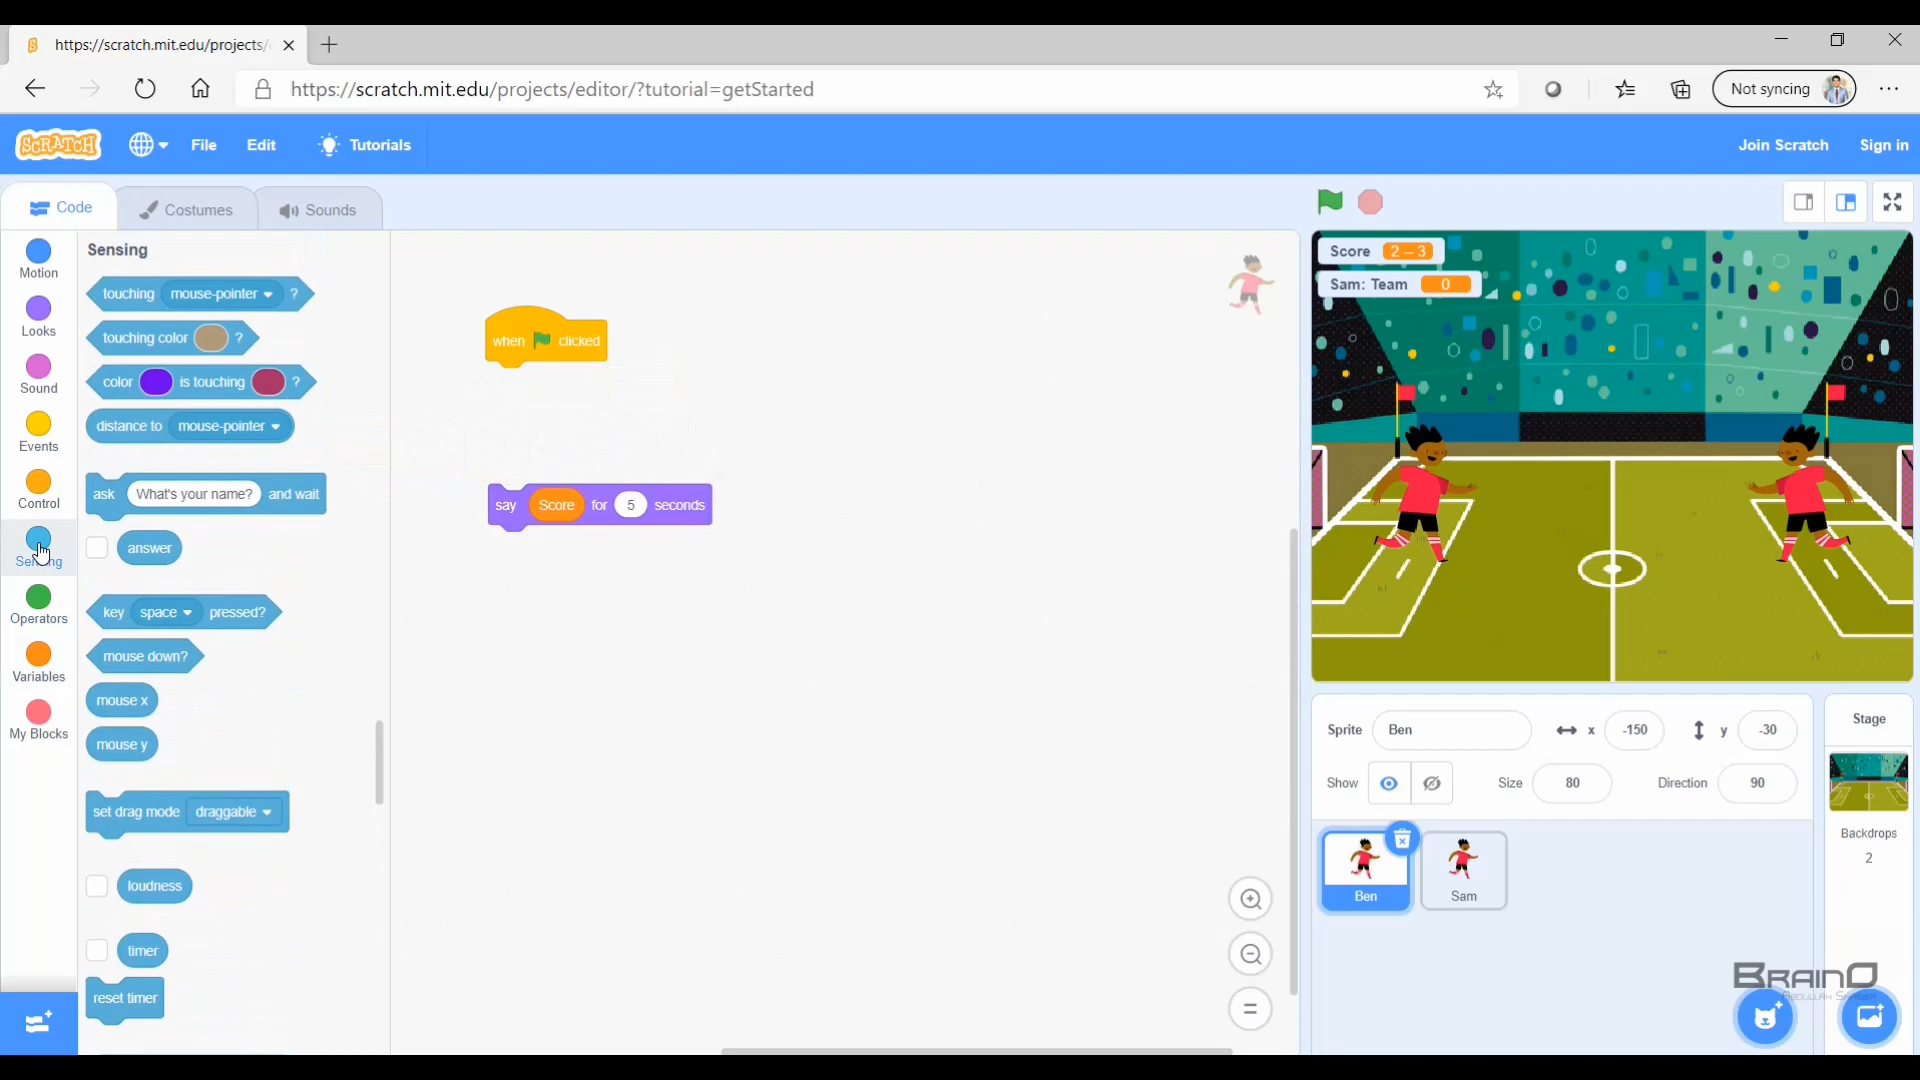 https://scratch.mit.edu/projects/
https://scratch.mit.edu/projects/editor/?tutorial=getStarted
Not syncing
SCRATCH
File
Edit
Tutorials
Join Scratch
Sign in
Code
Costumes
Sounds
Motion
Looks
Sound
Events
Control
Sensing
Operators
Variables
My Blocks
Sensing
touching mouse-pointer ?
touching color ?
color is touching ?
distance to mouse-pointer
ask What's your name? and wait
answer
key space pressed?
mouse down?
mouse x
mouse y
set drag mode draggable
loudness
timer
reset timer
when clicked
say Score for 5 seconds
Score 2 – 3
Sam: Team 0
Sprite Ben x -150 y -30
Show Size 80 Direction 90
Ben
Sam
Stage
Backdrops
2
BRAINO